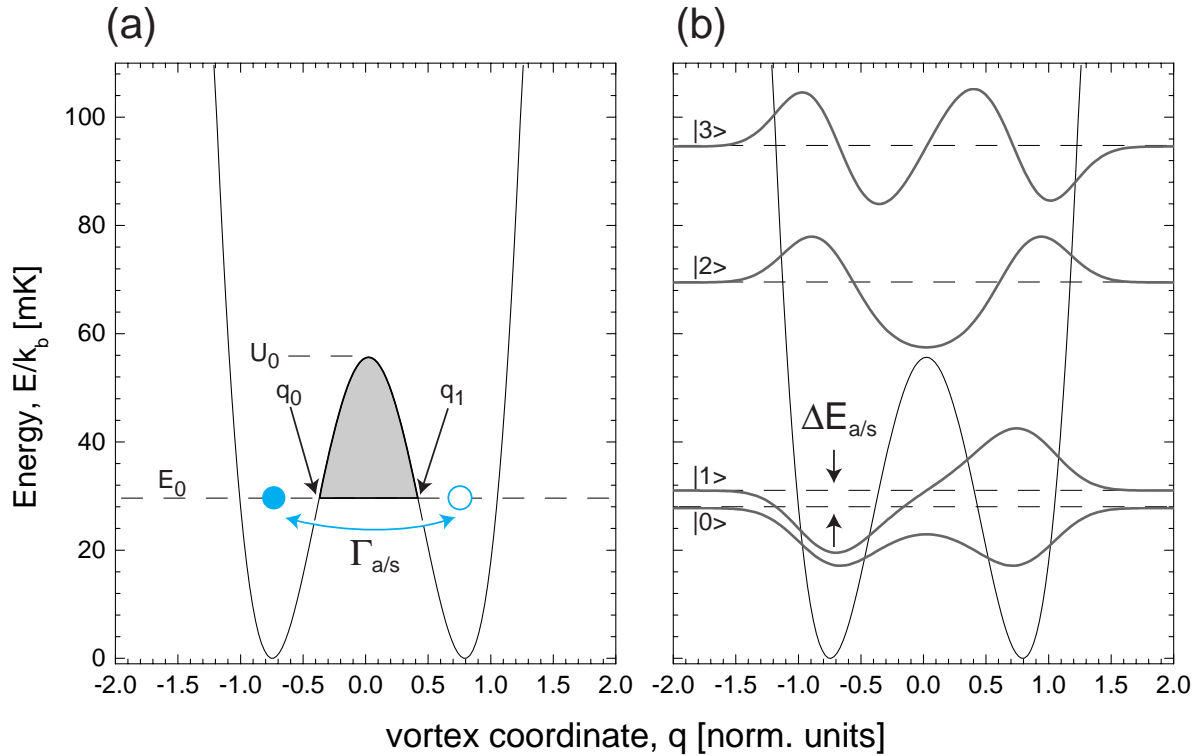 (a)
(b)
Energy, E/k_b [mK]
100
80
60
40
20
0
U_0
q_0
q_1
E_0
Γ_a/s
-2.0 -1.5 -1.0 -0.5 0.0 0.5 1.0 1.5 2.0
|3>
|2>
ΔE_a/s
|1>
|0>
-2.0 -1.5 -1.0 -0.5 0.0 0.5 1.0 1.5 2.0
vortex coordinate, q [norm. units]